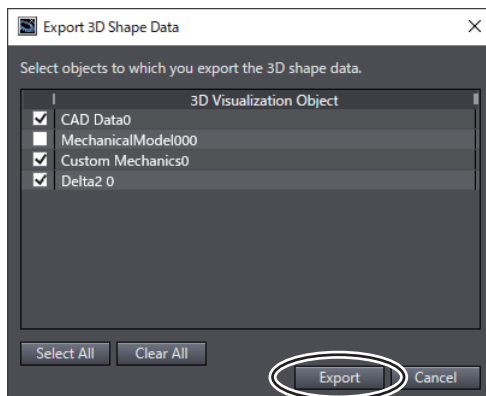 Export 3D Shape Data
Select objects to which you export the 3D shape data.
3D Visualization Object
CAD Data0
MechanicalModel000
Custom Mechanics0
Delta2 0
Select All Clear All
Export Cancel